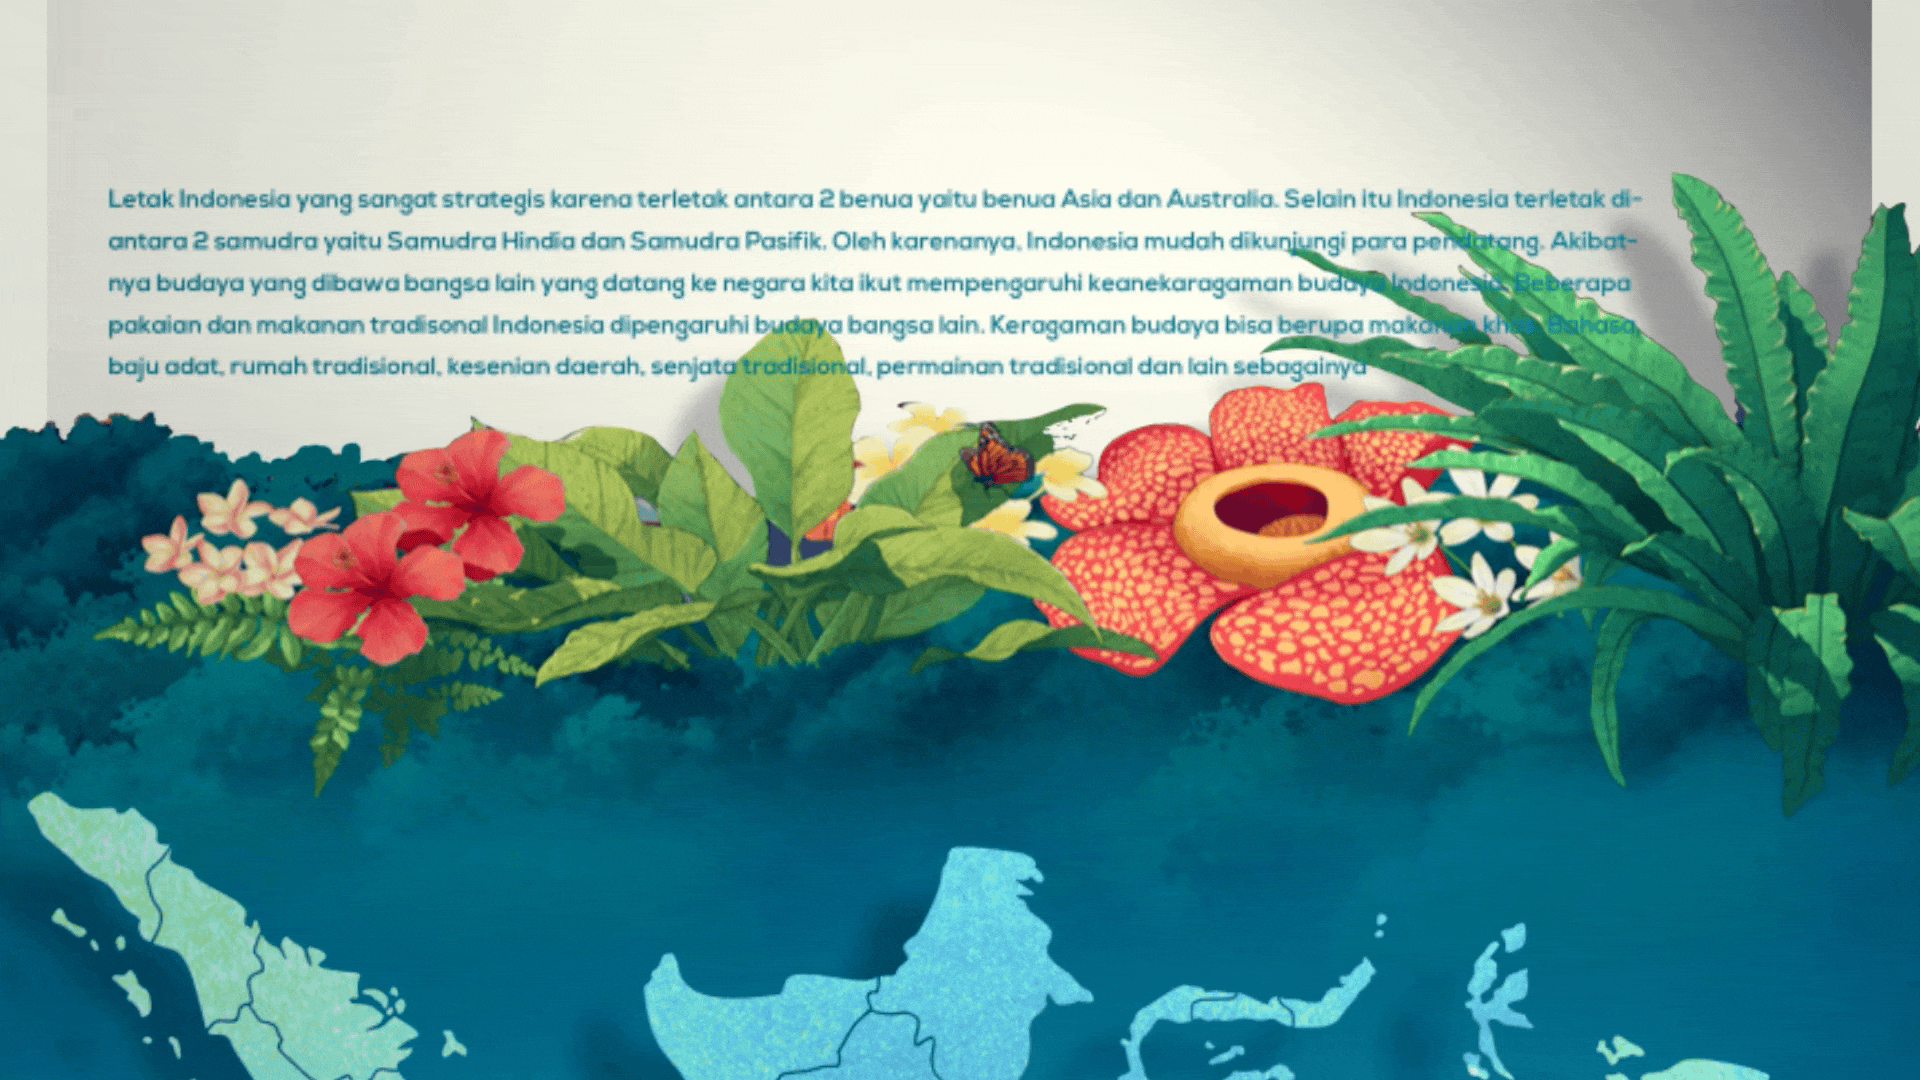 Letak Indonesia yang sangat strategis karena terletak antara 2 benua yaitu benua Asia dan Australia. Selain itu Indonesia terletak di-
antara 2 samudra yaitu Samudra Hindia dan Samudra Pasifik. Oleh karenanya, Indonesia mudah dikunjungi para pendatang. Akibat-
nya budaya yang dibawa bangsa lain yang datang ke negara kita ikut mempengaruhi keanekaragaman budaya Indonesia. Beberapa
pakaian dan makanan tradisonal Indonesia dipengaruhi budaya bangsa lain. Keragaman budaya bisa berupa makanan khas, Bahasa,
baju adat, rumah tradisional, kesenian daerah, senjata tradisional, permainan tradisional dan lain sebagainya